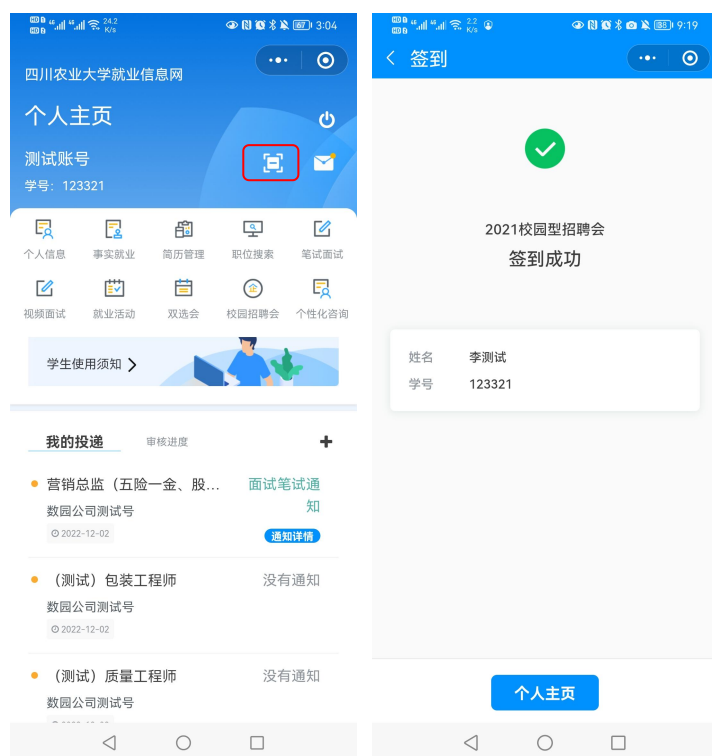 24.2
K/s
67
3:04
四川农业大学就业信息网
个人主页
测试账号
学号: 123321
个人信息 事实就业 简历管理 职位搜索 笔试面试
视频面试 就业活动 双选会 校园招聘会 个性化咨询
学生使用须知
我的投递 审核进度
营销总监（五险一金、股... 面试笔试通
知
数园公司测试号
2022-12-02 通知详情
（测试）包装工程师 没有通知
数园公司测试号
2022-12-02
（测试）质量工程师 没有通知
数园公司测试号
2.2
K/s
9:19
签到
2021校园型招聘会
签到成功
姓名 李测试
学号 123321
个人主页